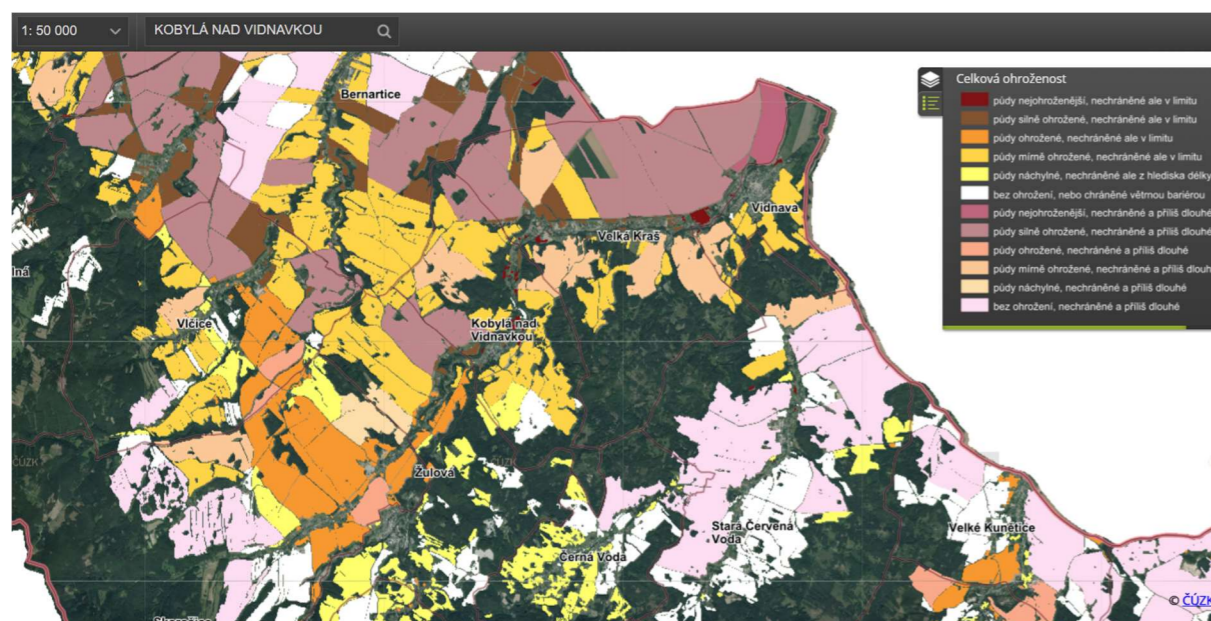 1: 50 000
KOBYLÁ NAD VIDNAVKOU
Celková ohroženost
půdy nejohroženější, nechráněné ale v limitu
půdy silně ohrožené, nechráněné ale v limitu
půdy ohrožené, nechráněné ale v limitu
půdy mírně ohrožené, nechráněné ale v limitu
půdy náchylné, nechráněné ale z hlediska délky
bez ohrožení, nebo chráněné větrnou bariérou
půdy nejohroženější, nechráněné a příliš dlouhé
půdy silně ohrožené, nechráněné a příliš dlouhé
půdy ohrožené, nechráněné a příliš dlouhé
půdy mírně ohrožené, nechráněné a příliš dlouh
půdy náchylné, nechráněné a příliš dlouhé
bez ohrožení, nechráněné a příliš dlouhé
Bernartice
Vidnava
Velká Kraš
lná
Vlčice
Kobylá nad
Vidnavkou
ČÚZK
ČÚZK
Žulová
Stará Červená
Voda
Velké Kunětice
Černá Voda
© ČÚZK